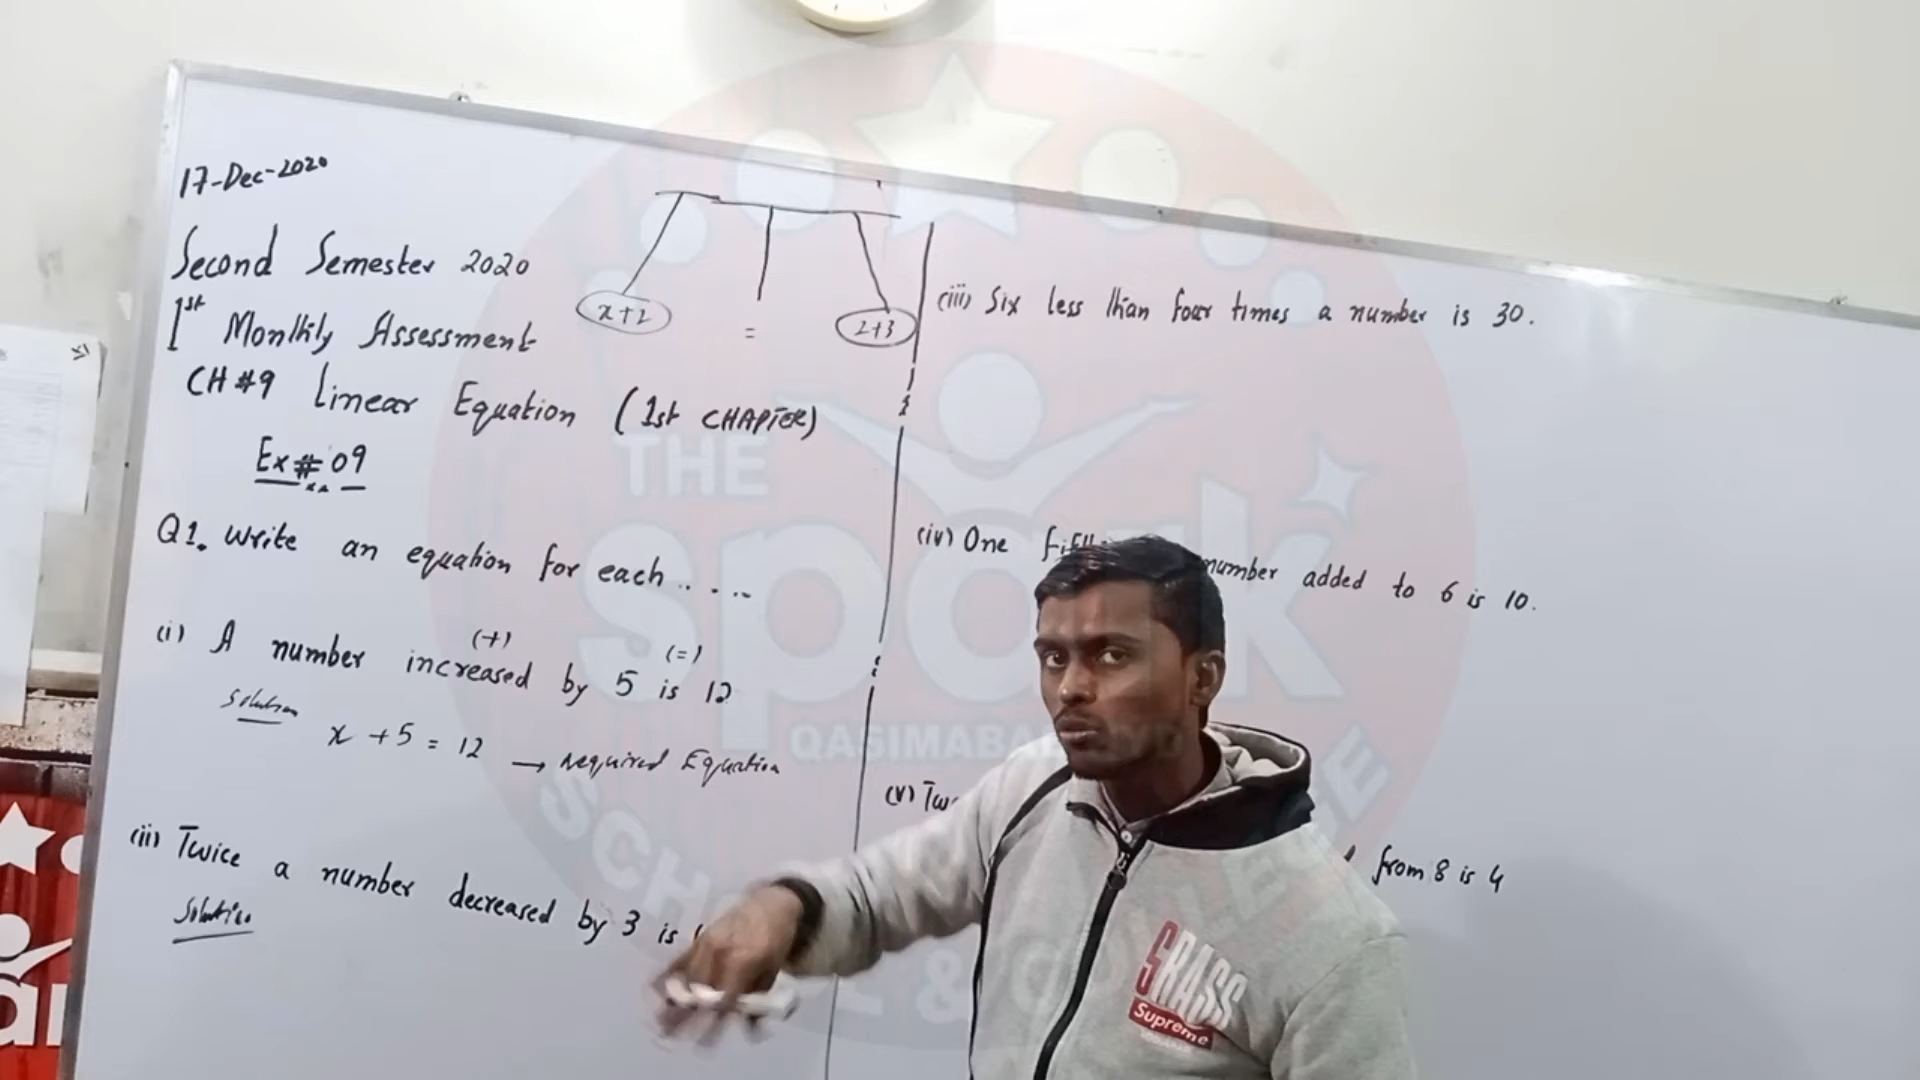 17-Dec-2020
Second Semester 2020
1st Monthly Assessment
CH#9 Linear Equation (1st CHAPTER)
Ex# 09
Q1. Write an equation for each ....
(i) A number increased by 5 is 12
(+) (=)
Solution
x + 5 = 12 → required Equation
(ii) Twice a number decreased by 3 is
Solution
x+2 = 2+3
(iii) Six less than four times a number is 30.
(iv) One number added to 6 is 10.
(v)
from 8 is 4
THE
spark
QASIMABAD
SCHOOL & COLLEGE
GRASS
Supreme